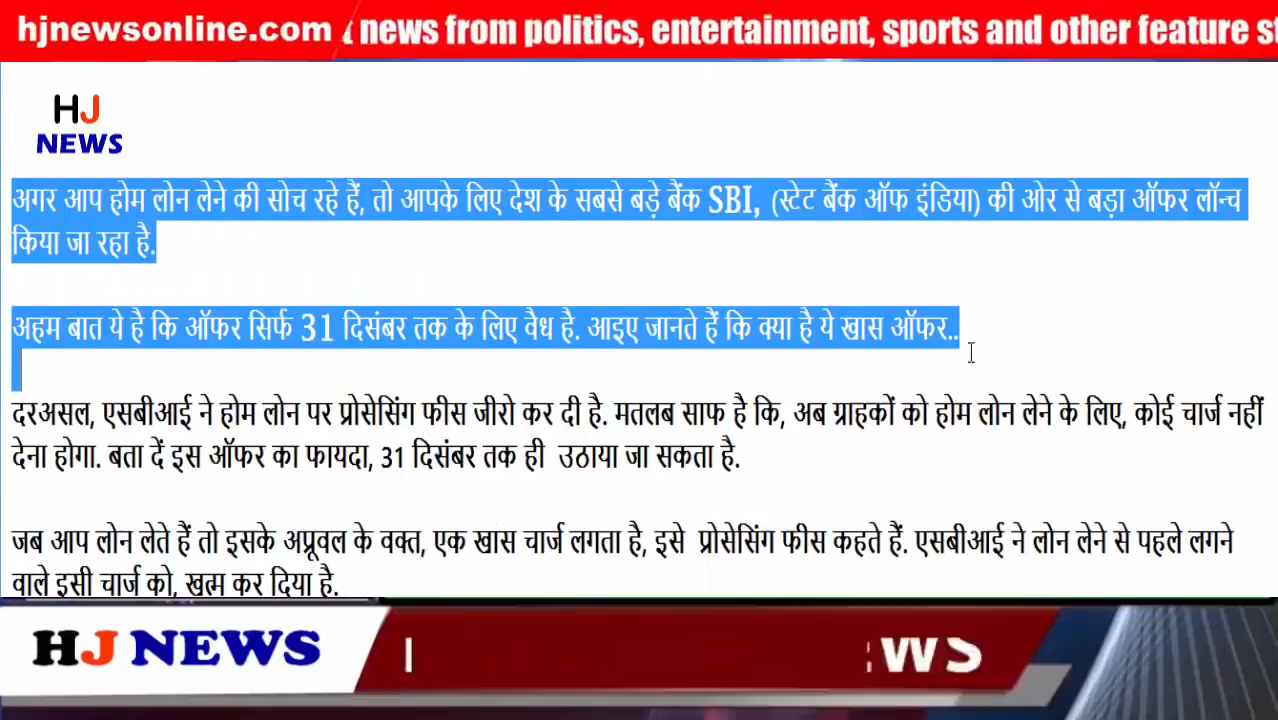 hjnewsonline.com news from politics, entertainment, sports and other feature
HJ
NEWS
अगर आप होम लोन लेने की सोच रहे हैं, तो आपके लिए देश के सबसे बड़े बैंक SBI, (स्टेट बैंक ऑफ इंडिया) की ओर से बड़ा ऑफर लॉन्च
किया जा रहा है.
अहम बात ये है कि ऑफर सिर्फ 31 दिसंबर तक के लिए वैध है. आइए जानते हैं कि क्या है ये खास ऑफर..
दरअसल, एसबीआई ने होम लोन पर प्रोसेसिंग फीस जीरो कर दी है. मतलब साफ है कि, अब ग्राहकों को होम लोन लेने के लिए, कोई चार्ज नहीं
देना होगा. बता दें इस ऑफर का फायदा, 31 दिसंबर तक ही उठाया जा सकता है.
जब आप लोन लेते हैं तो इसके अप्रूवल के वक्त, एक खास चार्ज लगता है, इसे प्रोसेसिंग फीस कहते हैं. एसबीआई ने लोन लेने से पहले लगने
वाले इसी चार्ज को, खत्म कर दिया है.
HJ NEWS